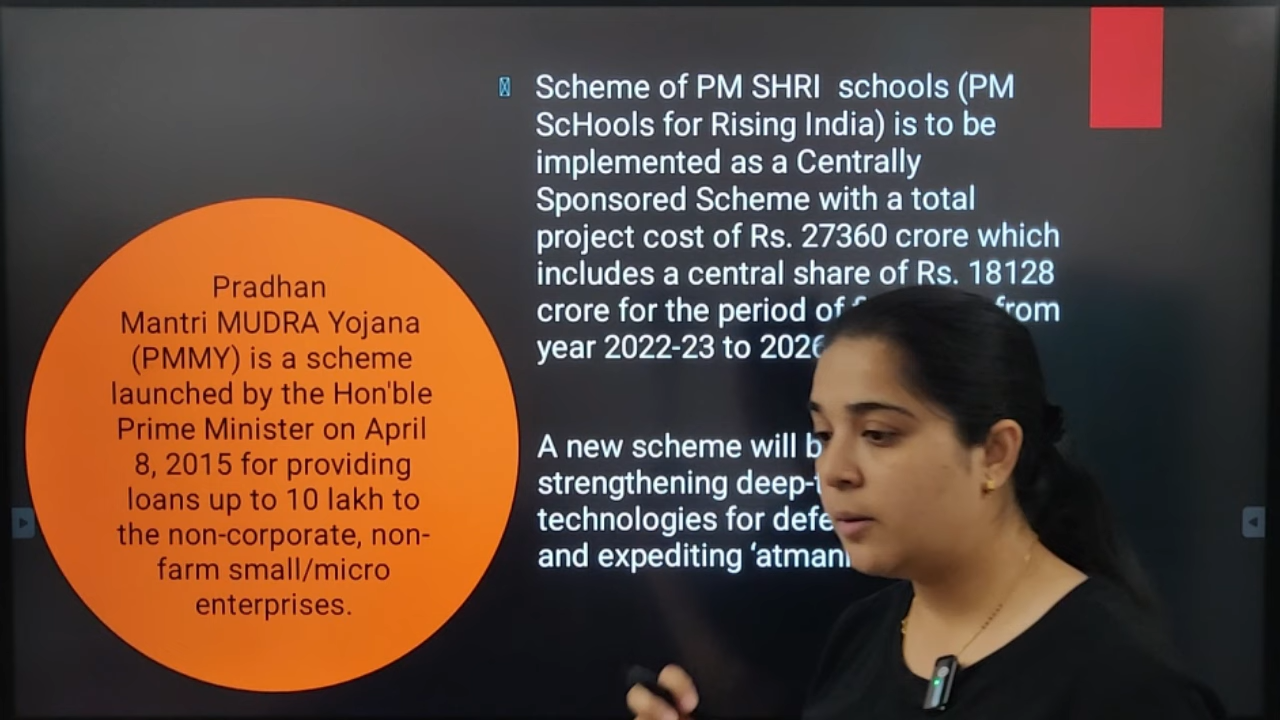 Pradhan
Mantri MUDRA Yojana
(PMMY) is a scheme
launched by the Hon'ble
Prime Minister on April
8, 2015 for providing
loans up to 10 lakh to
the non-corporate, non-
farm small/micro
enterprises.
Scheme of PM SHRI schools (PM
ScHools for Rising India) is to be
implemented as a Centrally
Sponsored Scheme with a total
project cost of Rs. 27360 crore which
includes a central share of Rs. 18128
crore for the period of from
year 2022-23 to 2026
A new scheme will
strengthening
technologies for
and expediting